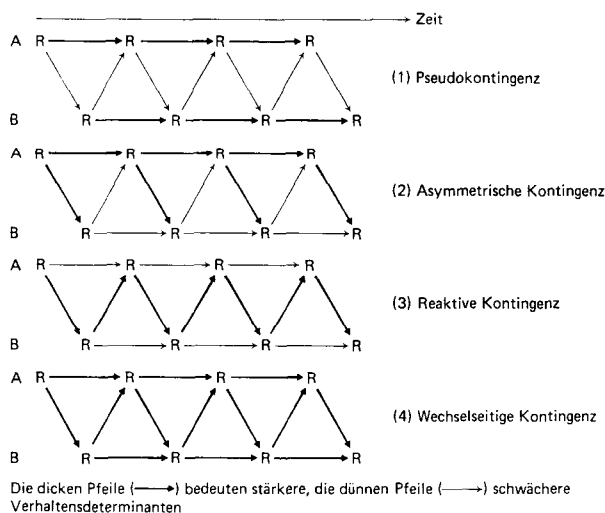 Zeit
A R R R R
(1) Pseudokontingenz
B R R R R
A R R R R
(2) Asymmetrische Kontingenz
B R R R R
A R R R R
(3) Reaktive Kontingenz
B R R R R
A R R R R
(4) Wechselseitige Kontingenz
B R R R R
Die dicken Pfeile (⟶) bedeuten stärkere, die dünnen Pfeile (⟶) schwächere
Verhaltensdeterminanten